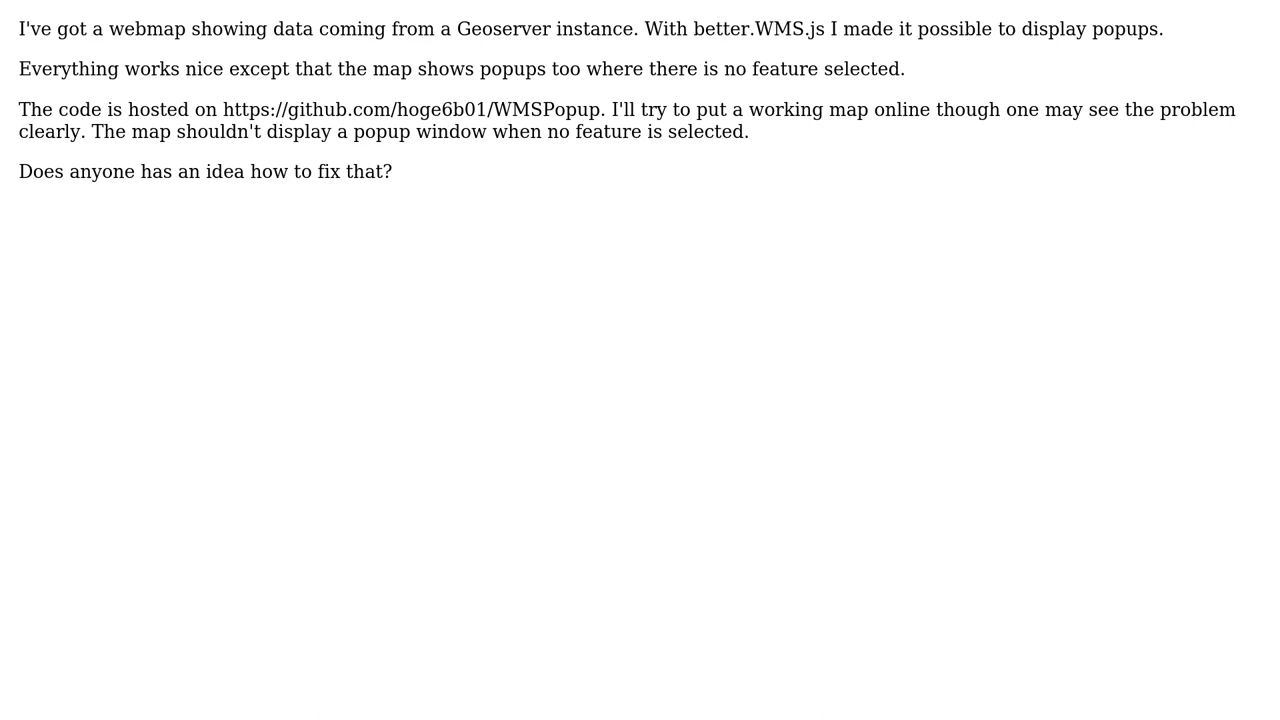 I've got a webmap showing data coming from a Geoserver instance. With better.WMS.js I made it possible to display popups.
Everything works nice except that the map shows popups too where there is no feature selected.
The code is hosted on https://github.com/hoge6b01/WMSPopup. I'll try to put a working map online though one may see the problem
clearly. The map shouldn't display a popup window when no feature is selected.
Does anyone has an idea how to fix that?